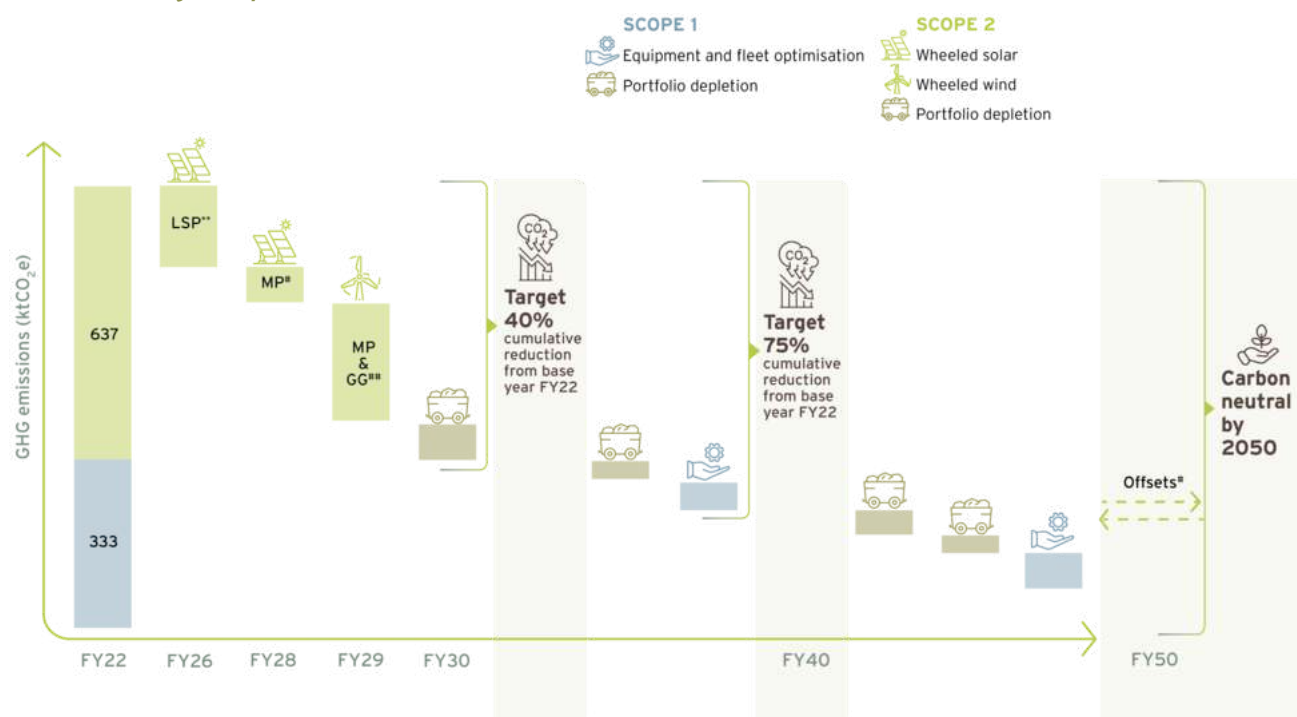 SCOPE 1
Equipment and fleet optimisation
Portfolio depletion
SCOPE 2
Wheeled solar
Wheeled wind
Portfolio depletion
GHG emissions (ktCO₂e)
637
333
LSP**
MP#
MP
&
GG##
CO₂
Target
40%
cumulative
reduction
from base
year FY22
CO₂
Target
75%
cumulative
reduction
from base
year FY22
Offsets#
Carbon
neutral
by
2050
FY22
FY26
FY28
FY29
FY30
FY40
FY50